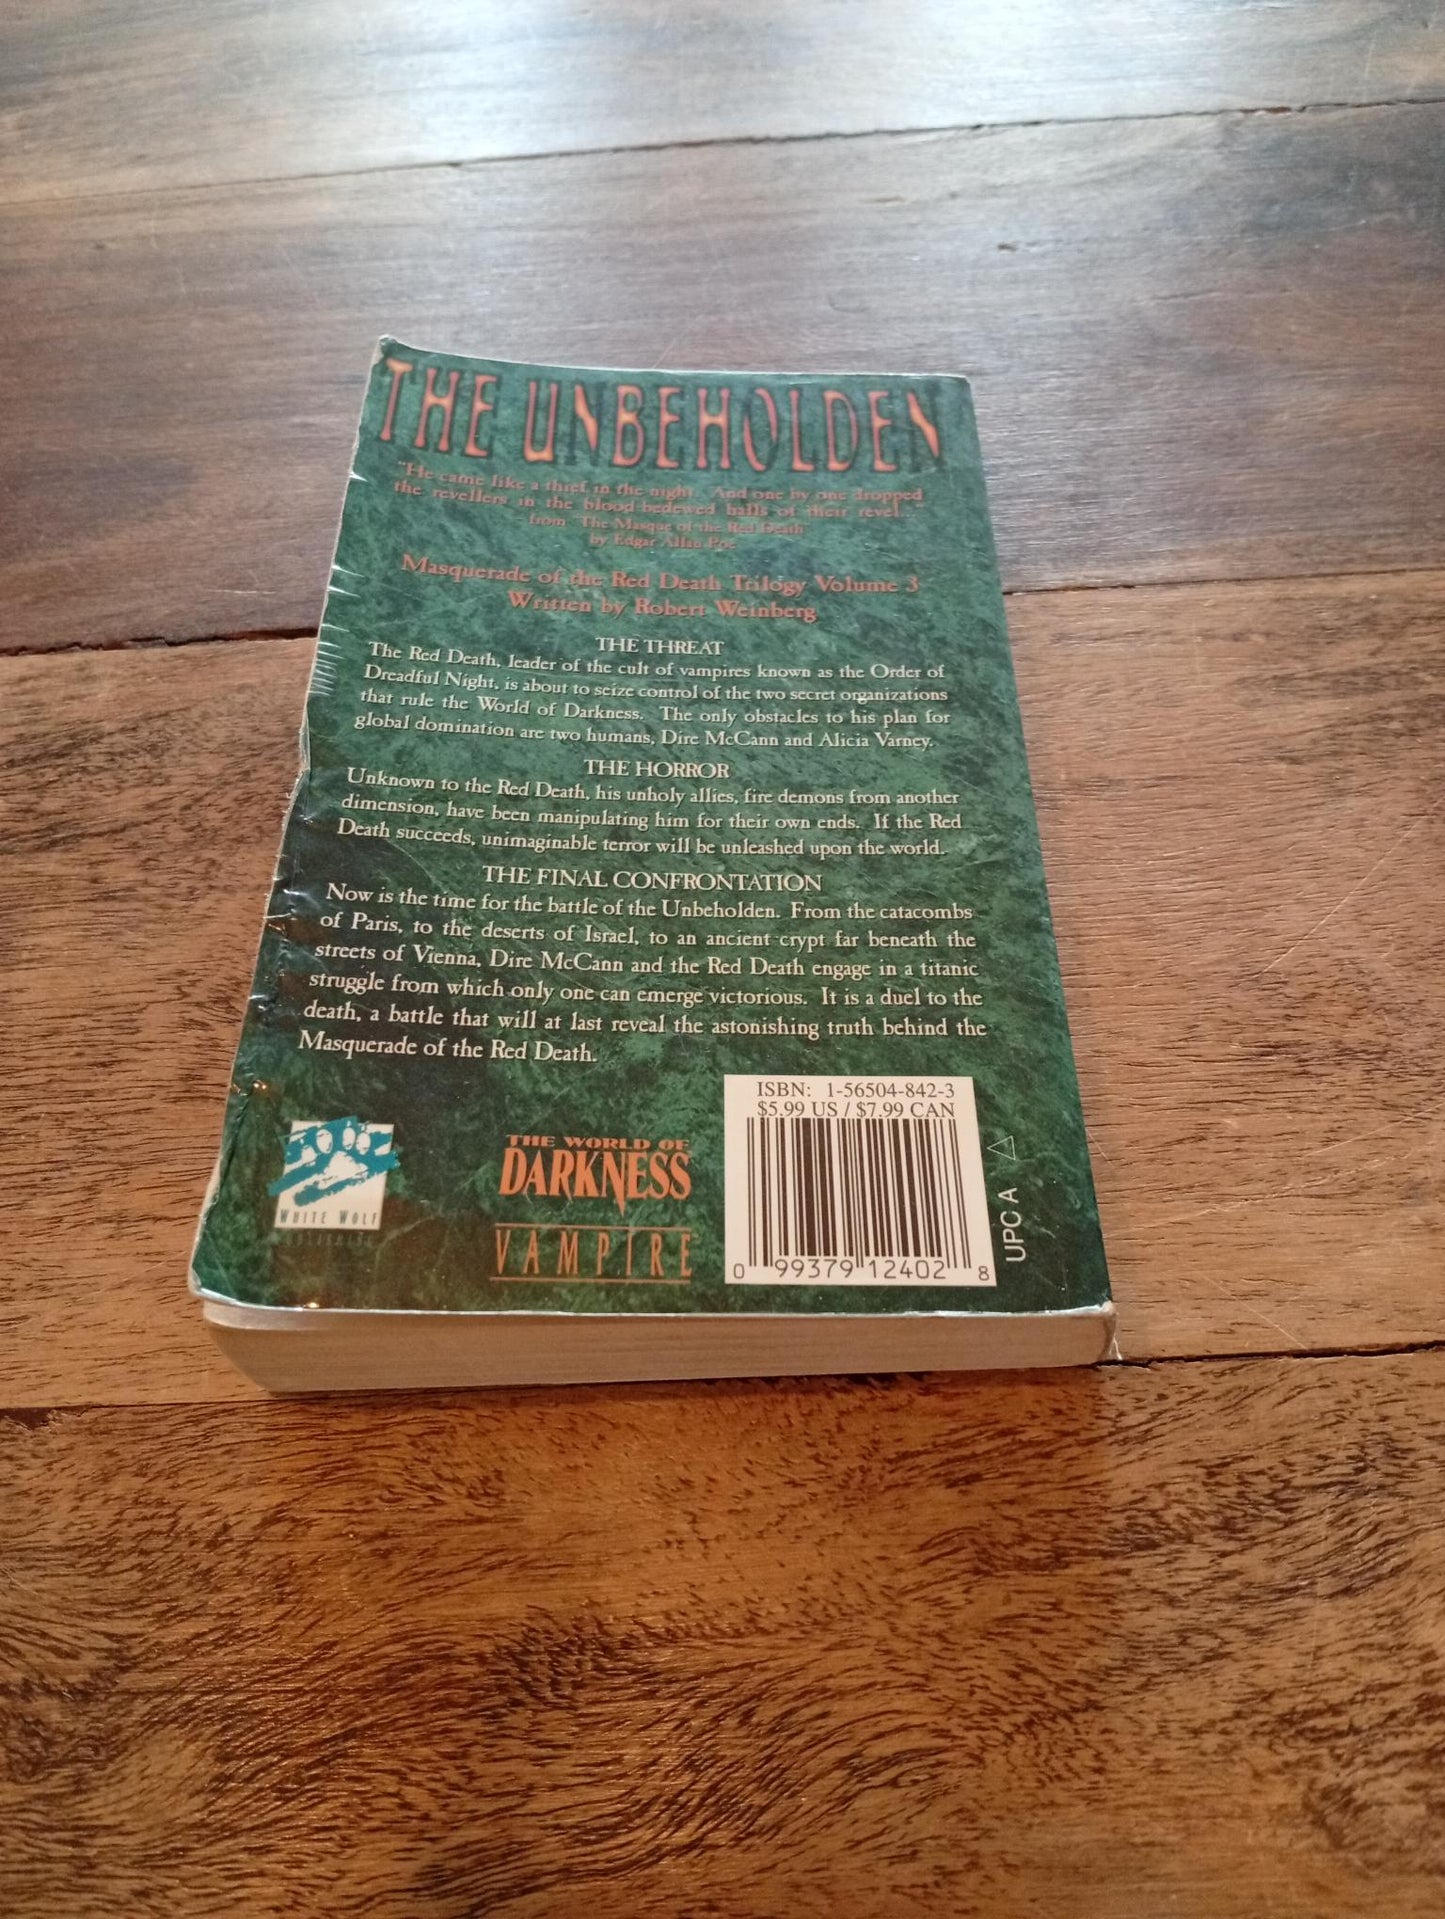 THE UNBEHOLDEN
"He came like a thief in the night. And one by one dropped
the revellers in the blood-bedewed halls of their revel..."
from "The Masque of the Red Death"
by Edgar Allan Poe
Masquerade of the Red Death Trilogy Volume 3
Written by Robert Weinberg
THE THREAT
The Red Death, leader of the cult of vampires known as the Order of
Dreadful Night, is about to seize control of the two secret organizations
that rule the World of Darkness. The only obstacles to his plan for
global domination are two humans, Dire McCann and Alicia Varney.
THE HORROR
Unknown to the Red Death, his unholy allies, fire demons from another
dimension, have been manipulating him for their own ends. If the Red
Death succeeds, unimaginable terror will be unleashed upon the world.
THE FINAL CONFRONTATION
Now is the time for the battle of the Unbeholden. From the catacombs
of Paris, to the deserts of Israel, to an ancient crypt far beneath the
streets of Vienna, Dire McCann and the Red Death engage in a titanic
struggle from which only one can emerge victorious. It is a duel to the
death, a battle that will at last reveal the astonishing truth behind the
Masquerade of the Red Death.
WHITE WOLF
PUBLISHING
THE WORLD OF
DARKNESS
VAMPIRE
ISBN: 1-56504-842-3
$5.99 US / $7.99 CAN
0 99379 12402 8
UPC A